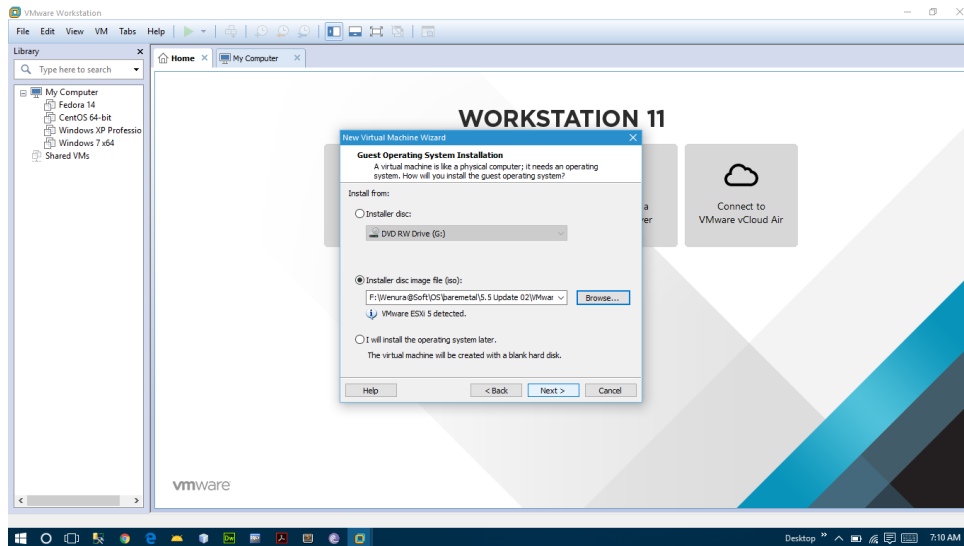 VMware Workstation
File Edit View VM Tabs Help
Library
Home
My Computer
Type here to search
My Computer
Fedora 14
CentOS 64-bit
Windows XP Professio
Windows 7 x64
Shared VMs
WORKSTATION 11
New Virtual Machine Wizard
Guest Operating System Installation
A virtual machine is like a physical computer; it needs an operating
system. How will you install the guest operating system?
Install from:
Installer disc:
DVD RW Drive (G:)
Installer disc image file (iso):
F:\Wenura@Soft\OS\baremetal\5.5 Update 02\VMwar
Browse...
VMware ESXi 5 detected.
I will install the operating system later.
The virtual machine will be created with a blank hard disk.
Help
< Back
Next >
Cancel
a
er
Connect to
VMware vCloud Air
vmware
Dw
Desktop
7:10 AM